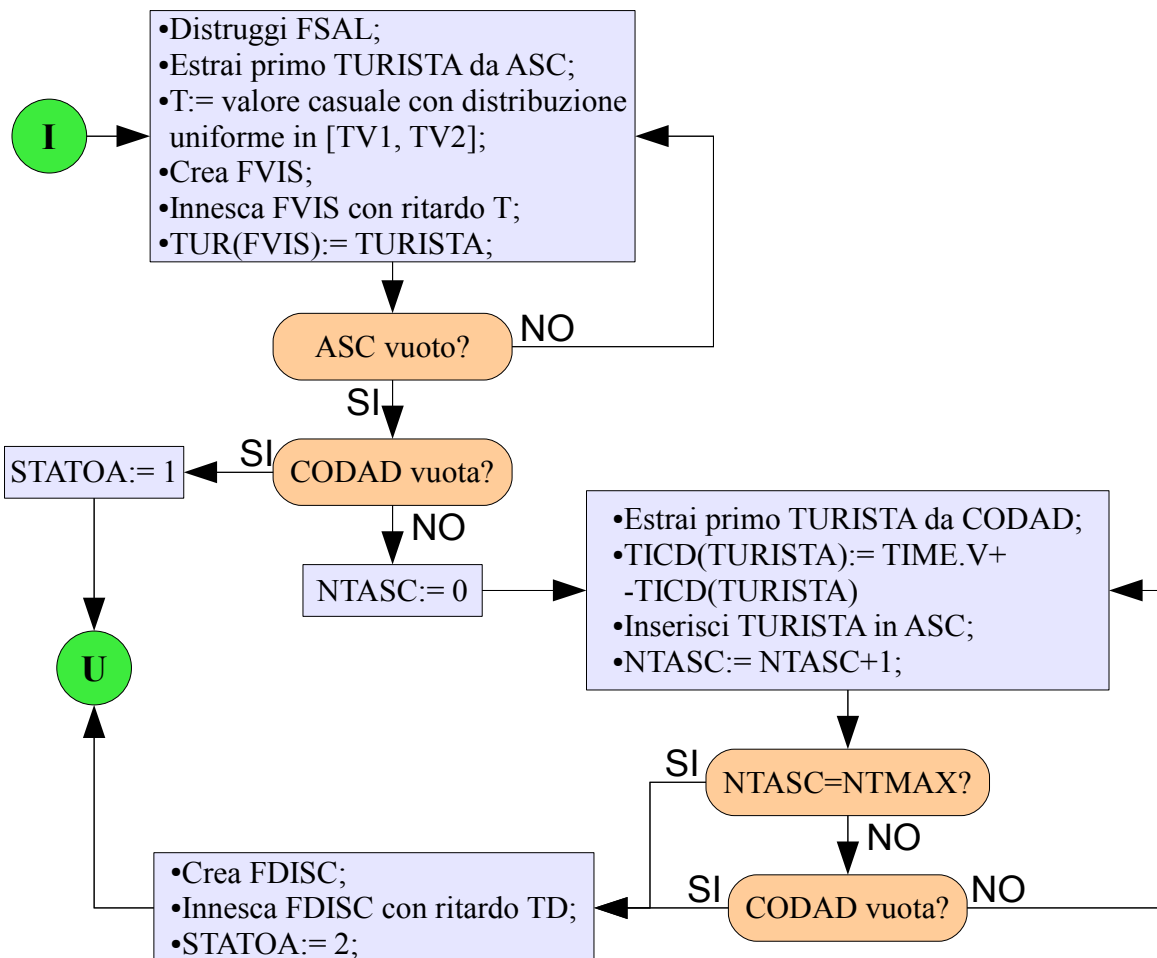 •Distruggi FSAL;
•Estrai primo TURISTA da ASC;
•T:= valore casuale con distribuzione
uniforme in [TV1, TV2];
•Crea FVIS;
•Innesca FVIS con ritardo T;
•TUR(FVIS):= TURISTA;
I
ASC vuoto?
NO
SI
CODAD vuota?
SI
STATOA:= 1
NO
NTASC:= 0
•Estrai primo TURISTA da CODAD;
•TICD(TURISTA):= TIME.V+
-TICD(TURISTA)
•Inserisci TURISTA in ASC;
•NTASC:= NTASC+1;
U
SI
NTASC=NTMAX?
NO
SI
CODAD vuota?
NO
•Crea FDISC;
•Innesca FDISC con ritardo TD;
•STATOA:= 2;